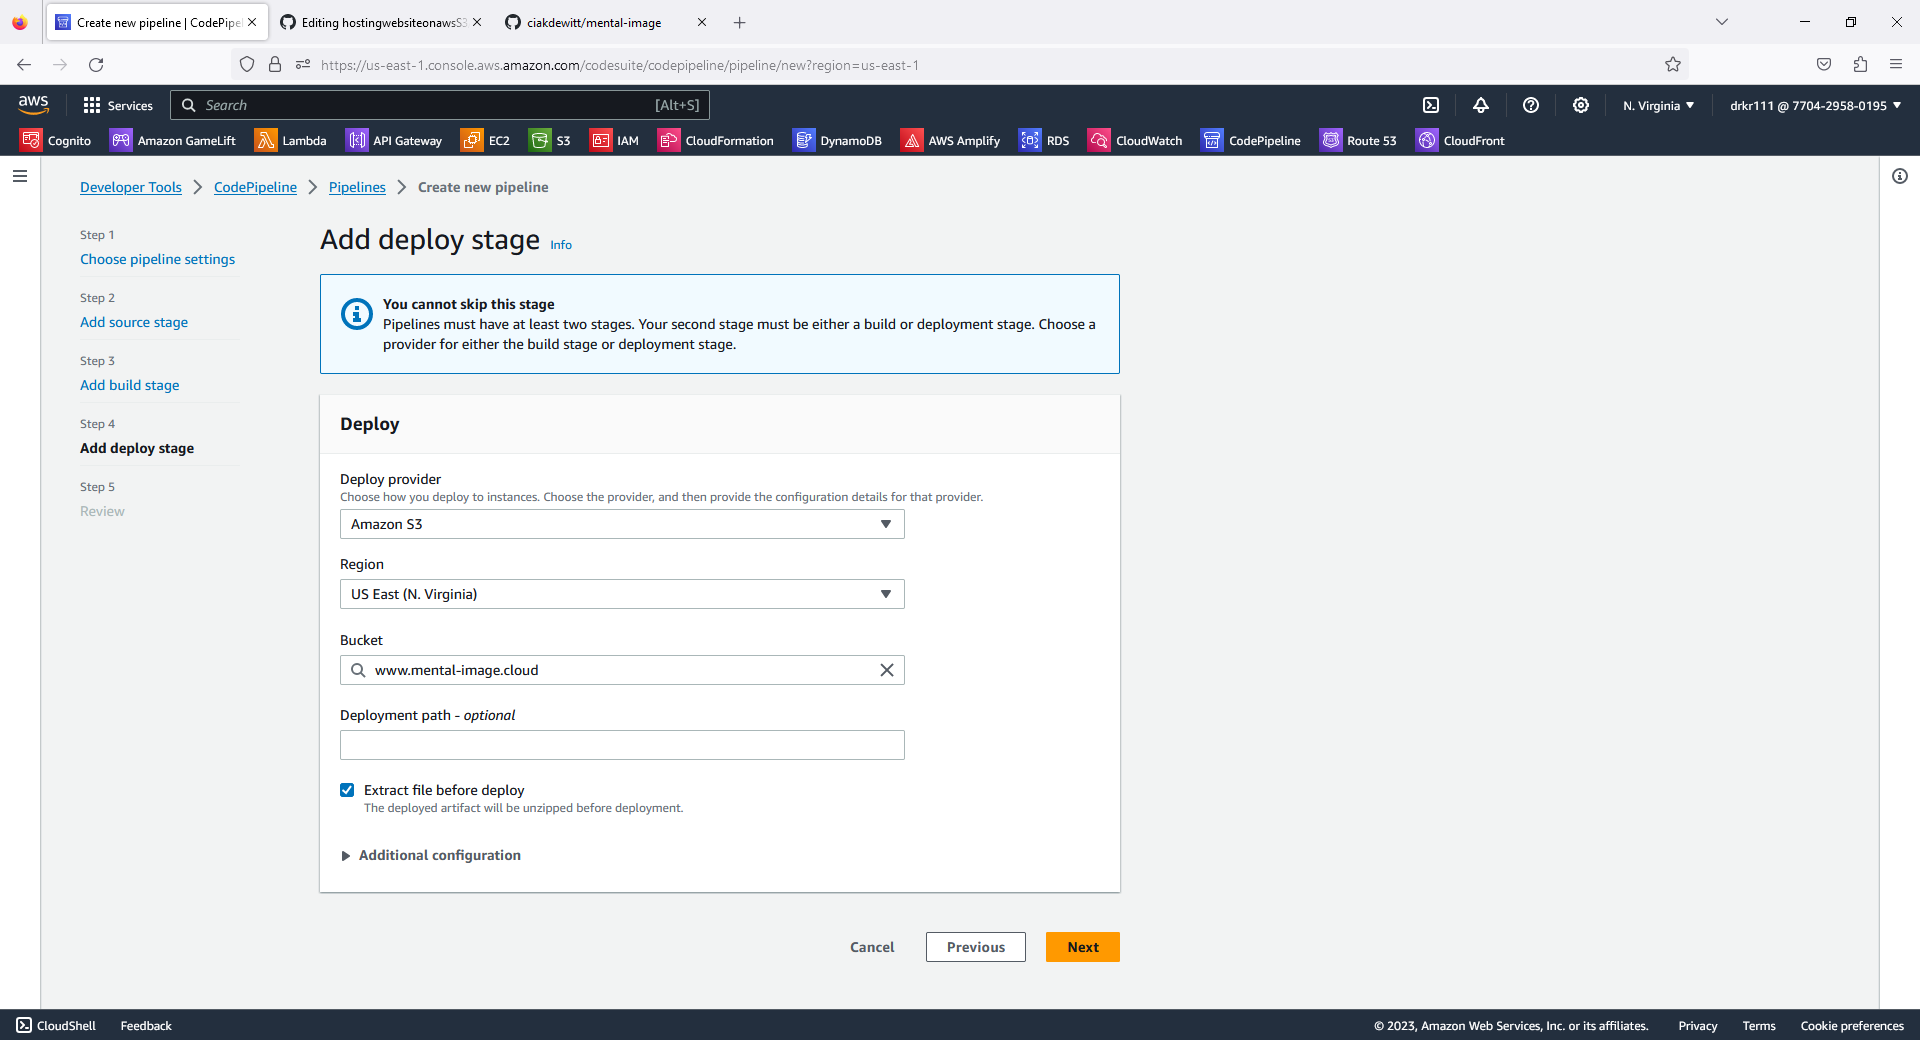 Create new pipeline | CodePipel
Editing hostingwebsiteonawsS3
ciakdewitt/mental-image
https://us-east-1.console.aws.amazon.com/codesuite/codepipeline/pipeline/new?region=us-east-1
aws
Services
Search
[Alt+S]
N. Virginia
drkr111 @ 7704-2958-0195
Cognito
Amazon GameLift
Lambda
API Gateway
EC2
S3
IAM
CloudFormation
DynamoDB
AWS Amplify
RDS
CloudWatch
CodePipeline
Route 53
CloudFront
Developer Tools
CodePipeline
Pipelines
Create new pipeline
Step 1
Choose pipeline settings
Step 2
Add source stage
Step 3
Add build stage
Step 4
Add deploy stage
Step 5
Review
Add deploy stage Info
You cannot skip this stage
Pipelines must have at least two stages. Your second stage must be either a build or deployment stage. Choose a
provider for either the build stage or deployment stage.
Deploy
Deploy provider
Choose how you deploy to instances. Choose the provider, and then provide the configuration details for that provider.
Amazon S3
Region
US East (N. Virginia)
Bucket
www.mental-image.cloud
Deployment path - optional
Extract file before deploy
The deployed artifact will be unzipped before deployment.
Additional configuration
Cancel
Previous
Next
CloudShell
Feedback
© 2023, Amazon Web Services, Inc. or its affiliates.
Privacy
Terms
Cookie preferences